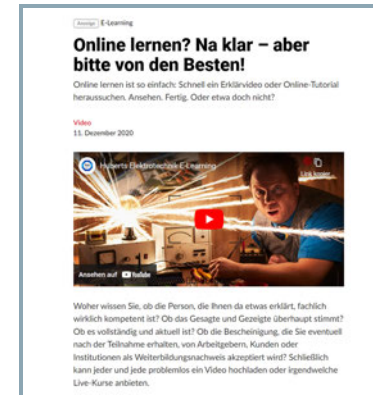 Anzeige E-Learning
Online lernen? Na klar – aber
bitte von den Besten!
Online lernen ist so einfach: Schnell ein Erklärvideo oder Online-Tutorial
heraussuchen. Ansehen. Fertig. Oder etwa doch nicht?
Video
11. Dezember 2020
Huberts Elektrotechnik E-Learning
Link kopier...
Ansehen auf YouTube
Woher wissen Sie, ob die Person, die Ihnen da etwas erklärt, fachlich
wirklich kompetent ist? Ob das Gesagte und Gezeigte überhaupt stimmt?
Ob es vollständig und aktuell ist? Ob die Bescheinigung, die Sie eventuell
nach der Teilnahme erhalten, von Arbeitgebern, Kunden oder
Institutionen als Weiterbildungsnachweis akzeptiert wird? Schließlich
kann jeder und jede problemlos ein Video hochladen oder irgendwelche
Live-Kurse anbieten.